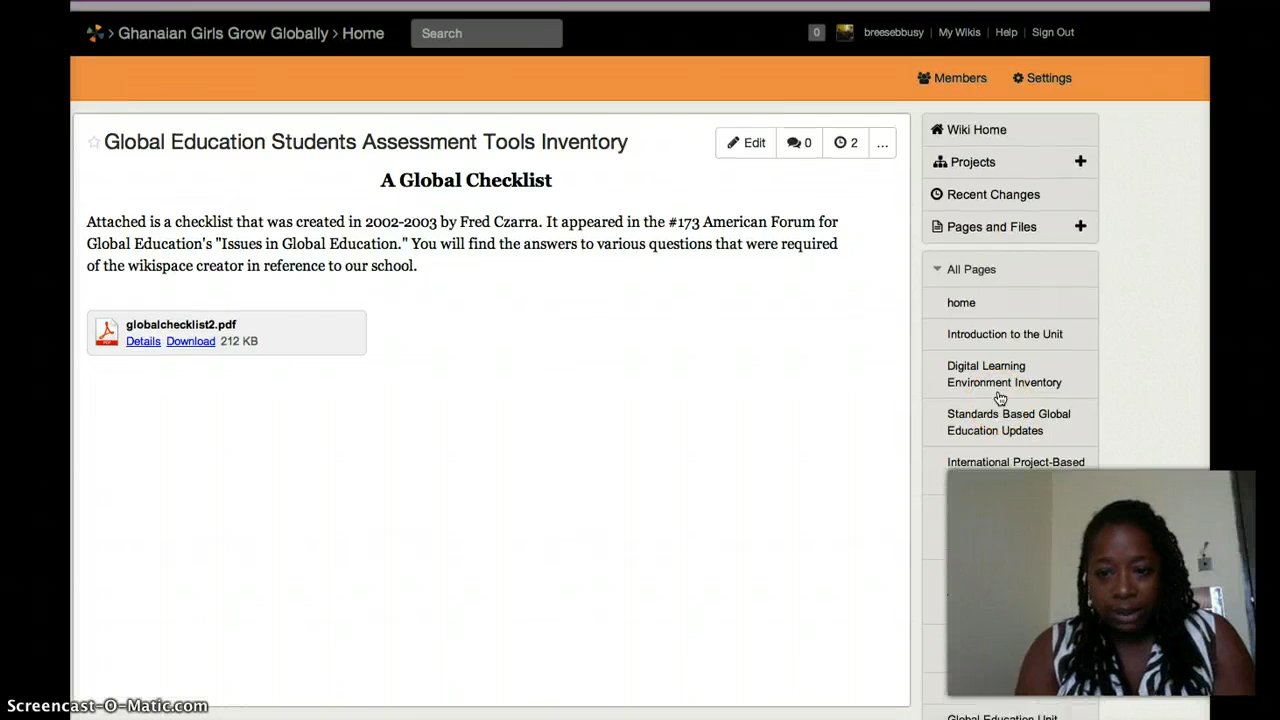 Ghanaian Girls Grow Globally › Home
Search
0
breesebbusy
My Wikis
Help
Sign Out
Members
Settings
Global Education Students Assessment Tools Inventory
Edit
0
2
...
A Global Checklist
Attached is a checklist that was created in 2002-2003 by Fred Czarra. It appeared in the #173 American Forum for
Global Education's "Issues in Global Education." You will find the answers to various questions that were required
of the wikispace creator in reference to our school.
globalchecklist2.pdf
Details Download 212 KB
Wiki Home
Projects
Recent Changes
Pages and Files
All Pages
home
Introduction to the Unit
Digital Learning
Environment Inventory
Standards Based Global
Education Updates
International Project-Based
Global Education Unit
Screencast-O-Matic.com